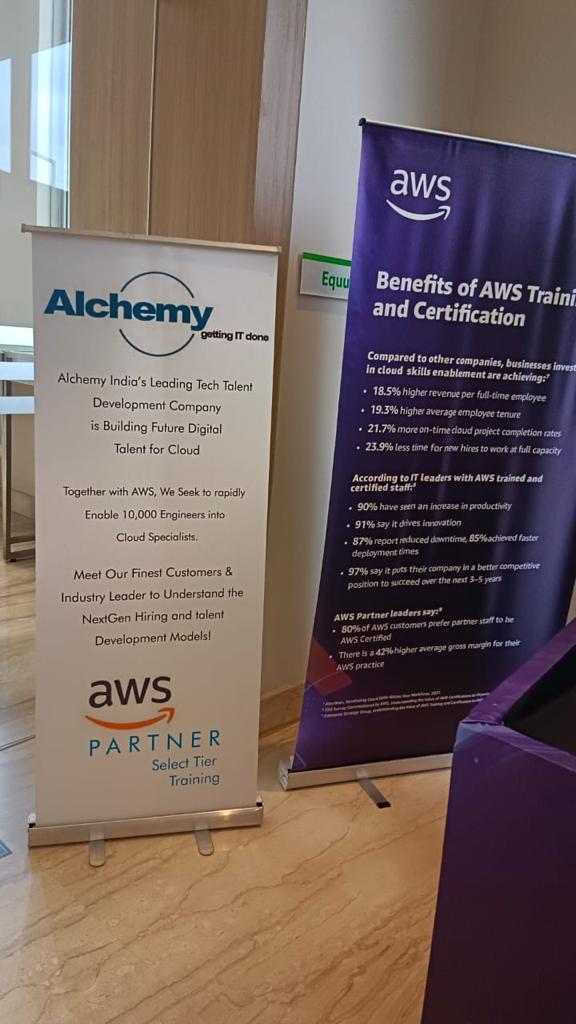 Alchemy
getting IT done
Alchemy India's Leading Tech Talent
Development Company
is Building Future Digital
Talent for Cloud
Together with AWS, We Seek to rapidly
Enable 10,000 Engineers into
Cloud Specialists.
Meet Our Finest Customers &
Industry Leader to Understand the
NextGen Hiring and talent
Development Models!
aws
PARTNER
Select Tier
Training
Equu
aws
Benefits of AWS Traini
and Certification
Compared to other companies, businesses invest
in cloud skills enablement are achieving:⁷
• 18.5% higher revenue per full-time employee
• 19.3% higher average employee tenure
• 21.7% more on-time cloud project completion rates
• 23.9% less time for new hires to work at full capacity
According to IT leaders with AWS trained and
certified staff:⁸
• 90% have seen an increase in productivity
• 91% say it drives innovation
• 87% report reduced downtime, 85% achieved faster
deployment times
• 97% say it puts their company in a better competitive
position to succeed over the next 3–5 years
AWS Partner leaders say:⁹
• 80% of AWS customers prefer partner staff to be
AWS Certified
• There is a 42% higher average gross margin for their
AWS practice